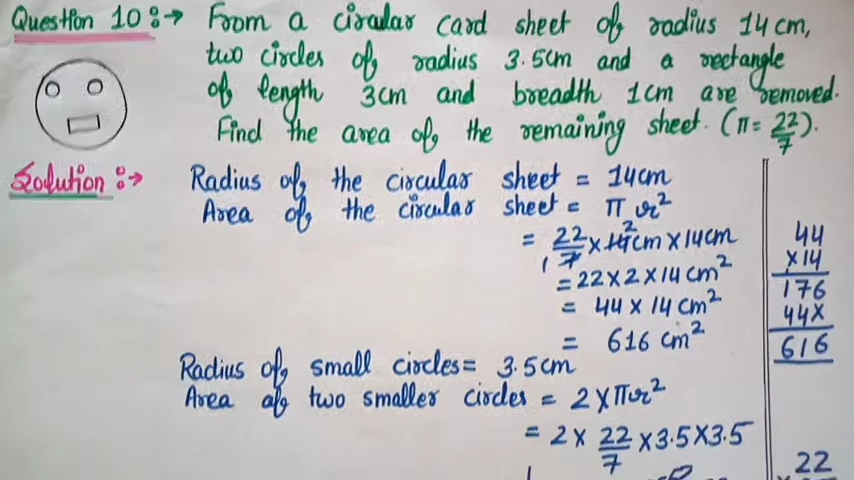 Question 10:→ From a circular card sheet of radius 14 cm,
two circles of radius 3.5cm and a rectangle
of length 3cm and breadth 1cm are removed.
Find the area of the remaining sheet. (π = 22/7).
Solution :→ Radius of the circular sheet = 14cm
Area of the circular sheet = π r²
= 22/7 × 14cm × 14cm
2
1
= 22×2×14 cm²
= 44 × 14 cm²
= 616 cm²
44
×14
176
44×
616
Radius of small circles = 3.5cm
Area of two smaller circles = 2×πr²
= 2× 22/7 ×3.5×3.5
22